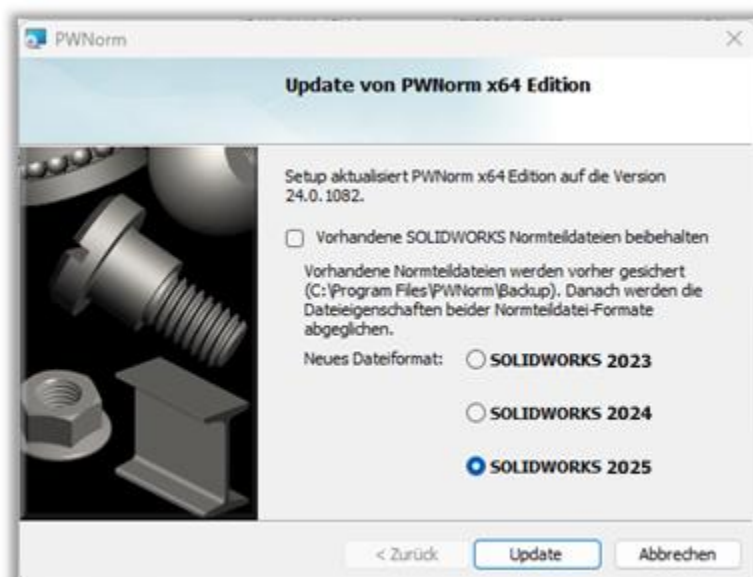 PWNorm
Update von PWNorm x64 Edition
Setup aktualisiert PWNorm x64 Edition auf die Version
24.0.1082.
Vorhandene SOLIDWORKS Normteildateien beibehalten
Vorhandene Normteildateien werden vorher gesichert
(C:\Program Files\PWNorm\Backup). Danach werden die
Dateieigenschaften beider Normteildatei-Formate
abgeglichen.
Neues Dateiformat: SOLIDWORKS 2023
SOLIDWORKS 2024
SOLIDWORKS 2025
< Zurück Update Abbrechen